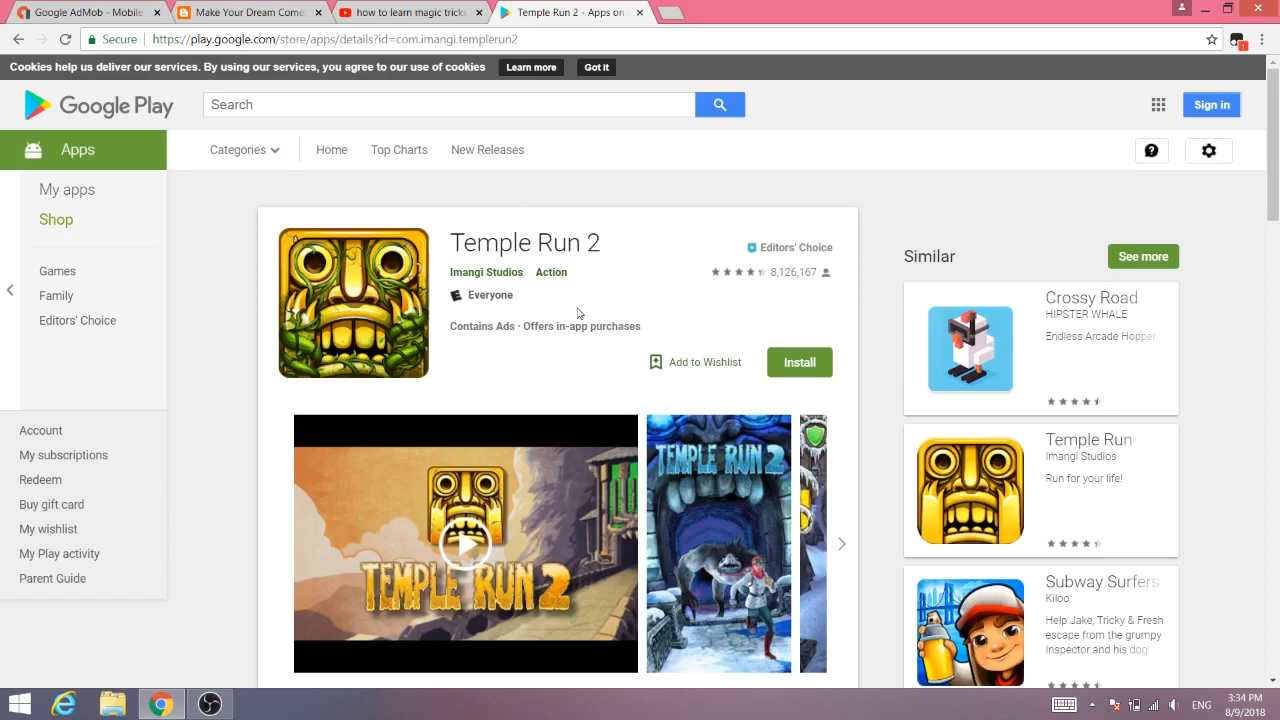 Google AdMob - Mobile
Make Your Dream Come
how to learn magic tricks
Temple Run 2 - Apps on
Secure
https://play.google.com/store/apps/details?id=com.imangi.templerun2
1
Cookies help us deliver our services. By using our services, you agree to our use of cookies
Learn more
Got it
Google Play
Search
Sign in
Apps
Categories
Home
Top Charts
New Releases
My apps
Shop
Games
Family
Editors' Choice
Account
My subscriptions
Redeem
Buy gift card
My wishlist
My Play activity
Parent Guide
Temple Run 2
Editors' Choice
Imangi Studios Action
8,126,167
Everyone
Contains Ads · Offers in-app purchases
Add to Wishlist
Install
TEMPLE RUN 2
TEMPLE RUN 2
Similar
See more
Crossy Road
HIPSTER WHALE
Endless Arcade Hopper
Temple Run
Imangi Studios
Run for your life!
Subway Surfers
Kiloo
Help Jake, Tricky & Fresh
escape from the grumpy
Inspector and his dog!
ENG
3:34 PM
8/9/2018